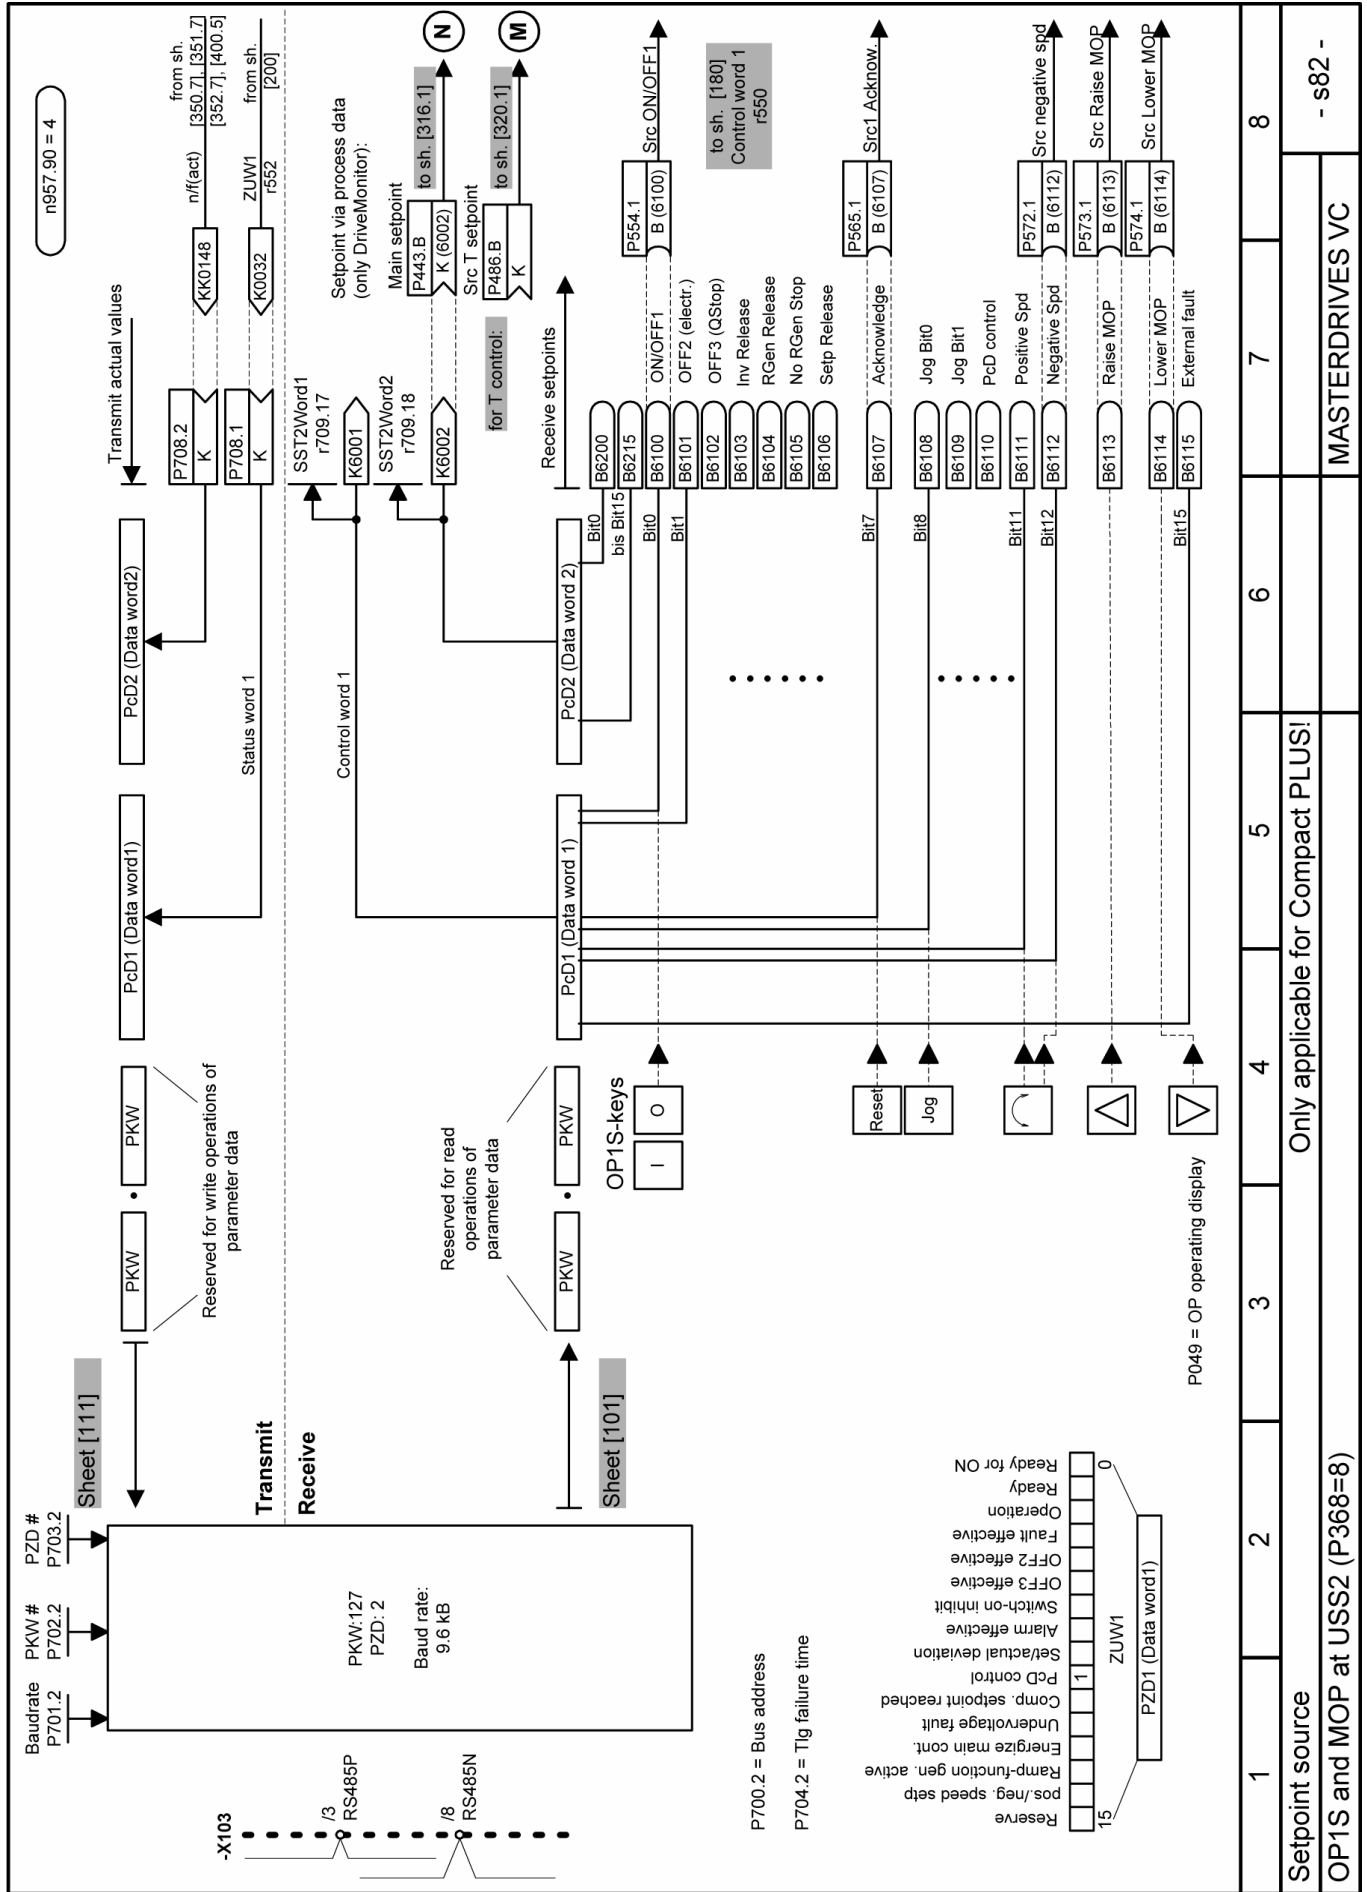 n957.90 = 4
Baudrate
P701.2
PKW #
P702.2
PZD #
P703.2
Sheet [111]
PKW
PKW
Reserved for write operations of
parameter data
PcD1 (Data word1)
PcD2 (Data word2)
Transmit actual values
P708.2
K
KK0148
n/f(act)
from sh.
[350.7], [351.7]
[352.7], [400.5]
P708.1
K
K0032
ZUW1
r552
from sh.
[200]
Status word 1
Transmit
Receive
-X103
/3
RS485P
/8
RS485N
PKW:127
PZD: 2
Baud rate:
9.6 kB
Control word 1
SST2Word1
r709.17
K6001
SST2Word2
r709.18
K6002
Setpoint via process data
(only DriveMonitor):
Main setpoint
P443.B
K (6002)
to sh. [316.1]
N
for T control:
Src T setpoint
P486.B
K
to sh. [320.1]
M
Sheet [101]
Reserved for read
operations of
parameter data
PKW
PKW
PcD1 (Data word 1)
PcD2 (Data word 2)
Receive setpoints
OP1S-keys
I
O
Bit0
B6200
bis Bit15
B6215
Bit0
B6100
ON/OFF1
P554.1
B (6100)
Src ON/OFF1
Bit1
B6101
OFF2 (electr.)
B6102
OFF3 (QStop)
B6103
Inv Release
B6104
RGen Release
B6105
No RGen Stop
B6106
Setp Release
to sh. [180]
Control word 1
r550
Reset
Bit7
B6107
Acknowledge
P565.1
B (6107)
Src1 Acknow.
Jog
Bit8
B6108
Jog Bit0
B6109
Jog Bit1
B6110
PcD control
Bit11
B6111
Positive Spd
Bit12
B6112
Negative Spd
P572.1
B (6112)
Src negative spd
B6113
Raise MOP
P573.1
B (6113)
Src Raise MOP
B6114
Lower MOP
P574.1
B (6114)
Src Lower MOP
Bit15
B6115
External fault
P700.2 = Bus address
P704.2 = Tlg failure time
P049 = OP operating display
Reserve
pos./neg. speed setp
Ramp-function gen. active
Energize main cont.
Undervoltage fault
Comp. setpoint reached
PcD control
Set/actual deviation
Alarm effective
Switch-on inhibit
OFF3 effective
OFF2 effective
Fault effective
Operation
Ready
Ready for ON
1
15
ZUW1
0
PZD1 (Data word1)
1
2
3
4
5
6
7
8
Setpoint source
Only applicable for Compact PLUS!
- s82 -
OP1S and MOP at USS2 (P368=8)
MASTERDRIVES VC